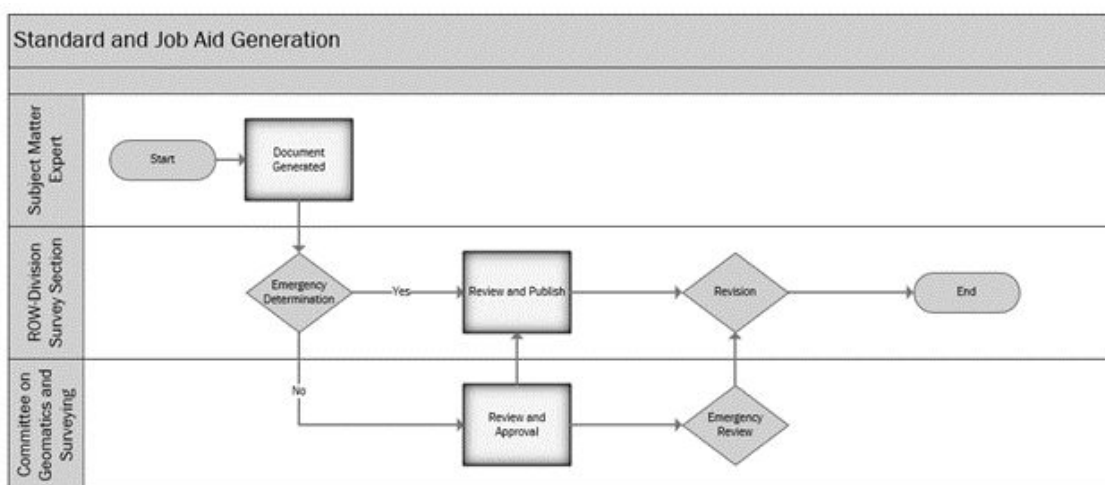 Standard and Job Aid Generation
Subject Matter
Expert
Start
Document
Generated
ROW-Division
Survey Section
Emergency
Determination
Yes
Review and Publish
Revision
End
No
Committee on
Geomatics and
Surveying
Review and
Approval
Emergency
Review